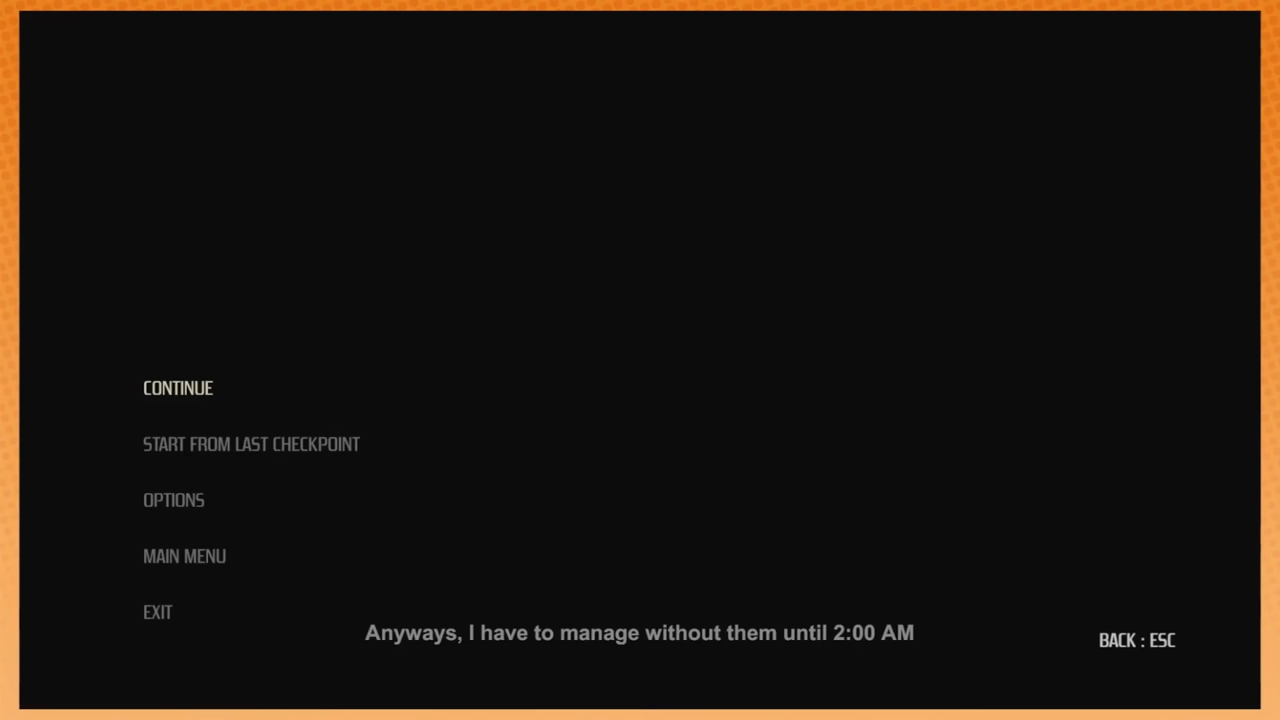 CONTINUE
START FROM LAST CHECKPOINT
OPTIONS
MAIN MENU
EXIT
Anyways, I have to manage without them until 2:00 AM
BACK : ESC